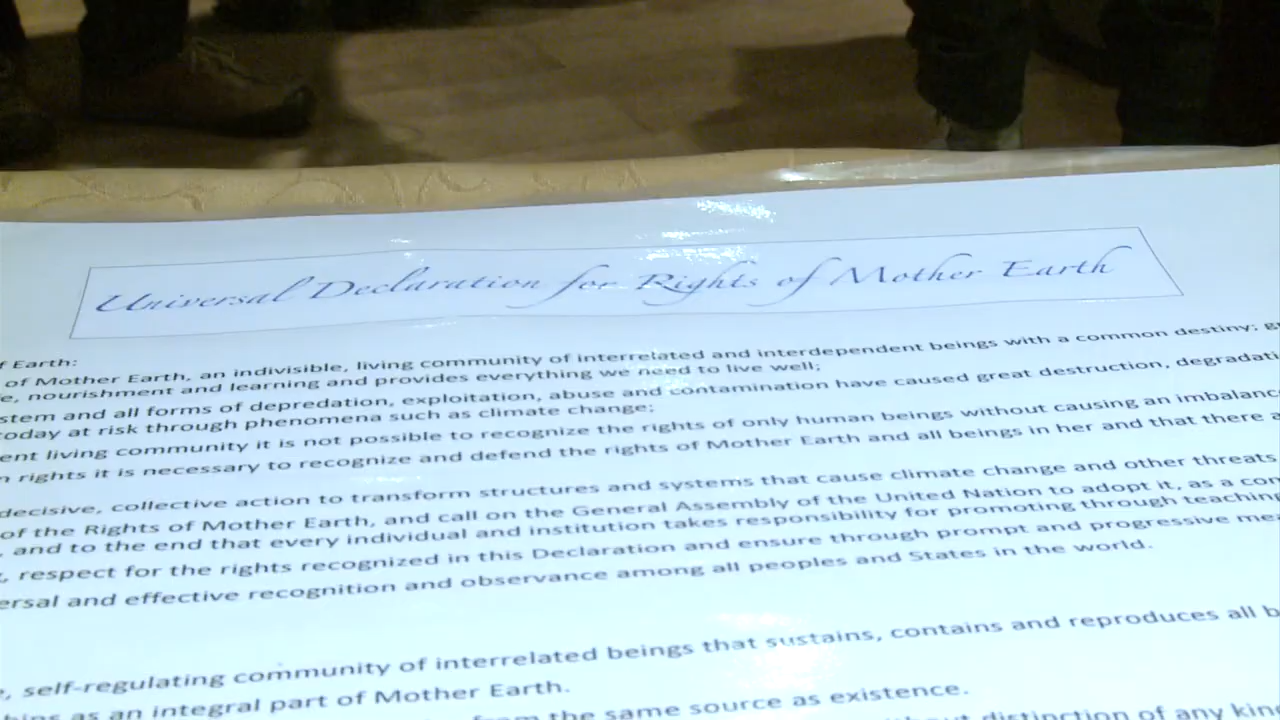 Universal Declaration for Rights of Mother Earth
f Earth:
of Mother Earth, an indivisible, living community of interrelated and interdependent beings with a common destiny; g
e, nourishment and learning and provides everything we need to live well;
stem and all forms of depredation, exploitation, abuse and contamination have caused great destruction, degradati
today at risk through phenomena such as climate change;
ent living community it is not possible to recognize the rights of only human beings without causing an imbalanc
n rights it is necessary to recognize and defend the rights of Mother Earth and all beings in her and that there a
decisive, collective action to transform structures and systems that cause climate change and other threats
of the Rights of Mother Earth, and call on the General Assembly of the United Nation to adopt it, as a com
, and to the end that every individual and institution takes responsibility for promoting through teaching
, respect for the rights recognized in this Declaration and ensure through prompt and progressive mea
ersal and effective recognition and observance among all peoples and States in the world.
e, self-regulating community of interrelated beings that sustains, contains and reproduces all b
hips as an integral part of Mother Earth.
from the same source as existence.
without distinction of any kin